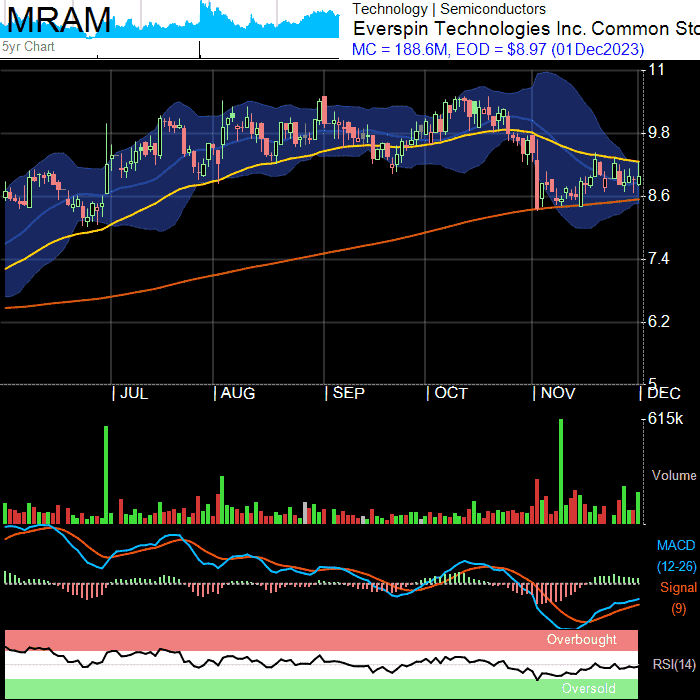 MRAM
5yr Chart
Technology | Semiconductors
Everspin Technologies Inc. Common Sto
MC = 188.6M, EOD = $8.97 (01Dec2023)
11
9.8
8.6
7.4
6.2
5
JUL AUG SEP OCT NOV DEC
615k
Volume
MACD
(12-26)
Signal
(9)
Overbought
RSI(14)
Oversold